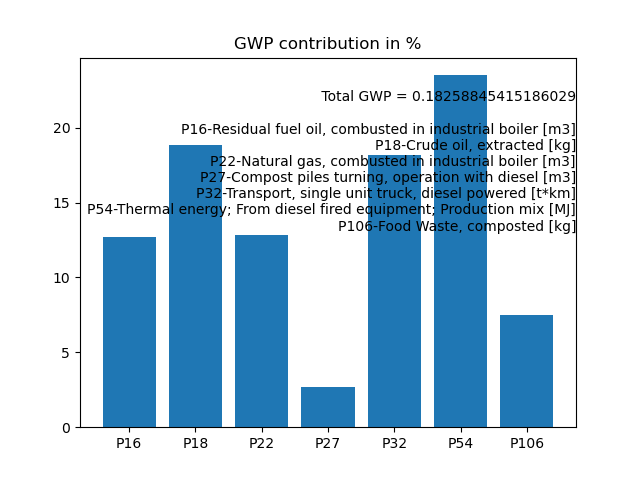 GWP contribution in %
Total GWP = 0.18258845415186029
P16-Residual fuel oil, combusted in industrial boiler [m3]
P18-Crude oil, extracted [kg]
P22-Natural gas, combusted in industrial boiler [m3]
P27-Compost piles turning, operation with diesel [m3]
P32-Transport, single unit truck, diesel powered [t*km]
P54-Thermal energy; From diesel fired equipment; Production mix [MJ]
P106-Food Waste, composted [kg]
20
15
10
5
0
P16 P18 P22 P27 P32 P54 P106